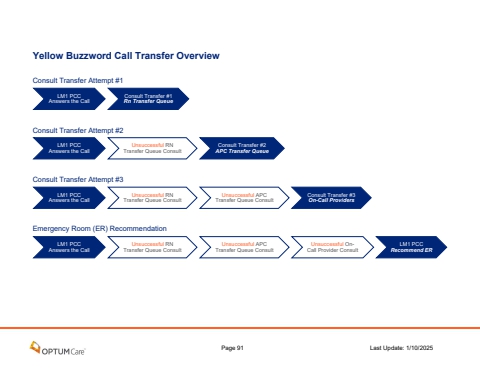 Yellow Buzzword Call Transfer Overview
Consult Transfer Attempt #1
LM1 PCC
Answers the Call
Consult Transfer #1
Rn Transfer Queue
Consult Transfer Attempt #2
LM1 PCC
Answers the Call
Unsuccessful RN
Transfer Queue Consult
Consult Transfer #2
APC Transfer Queue
Consult Transfer Attempt #3
LM1 PCC
Answers the Call
Unsuccessful RN
Transfer Queue Consult
Unsuccessful APC
Transfer Queue Consult
Consult Transfer #3
On-Call Providers
Emergency Room (ER) Recommendation
LM1 PCC
Answers the Call
Unsuccessful RN
Transfer Queue Consult
Unsuccessful APC
Transfer Queue Consult
Unsuccessful On-
Call Provider Consult
LM1 PCC
Recommend ER
OPTUMCare
Page 91
Last Update: 1/10/2025